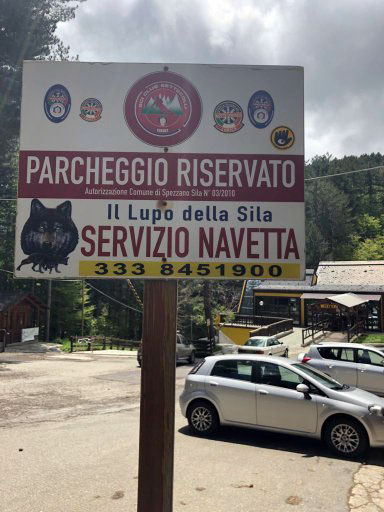 PARCHEGGIO RISERVATO
Autorizzazione Comune di Spezzano Sila N° 03/2010
Il Lupo della Sila
SERVIZIO NAVETTA
333 8451900